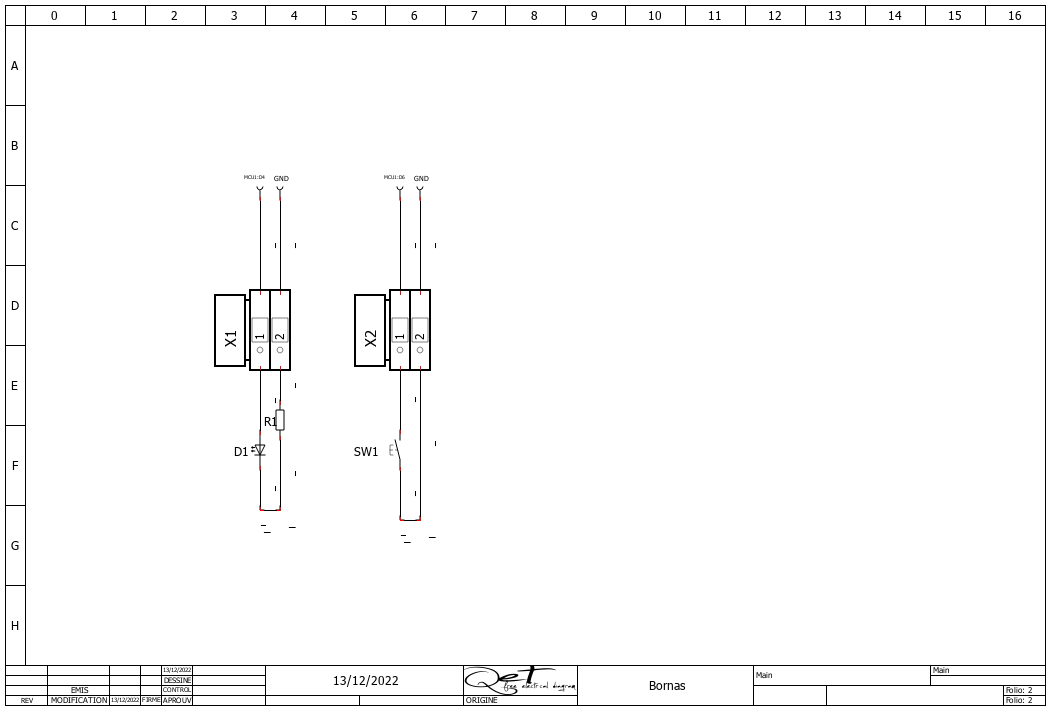 0 1 2 3 4 5 6 7 8 9 10 11 12 13 14 15 16
A
B
MCU1:D4 GND MCU1:D6 GND
C
D
X1 1 2 X2 1 2
E
R1
D1 SW1
F
G
H
13/12/2022
DESSINE
EMIS CONTROL
REV MODIFICATION 13/12/2022 FIRME APROUV
13/12/2022
Qet
free electrical diagram
ORIGINE
Bornas
Main
Main
Folio: 2
Folio: 2